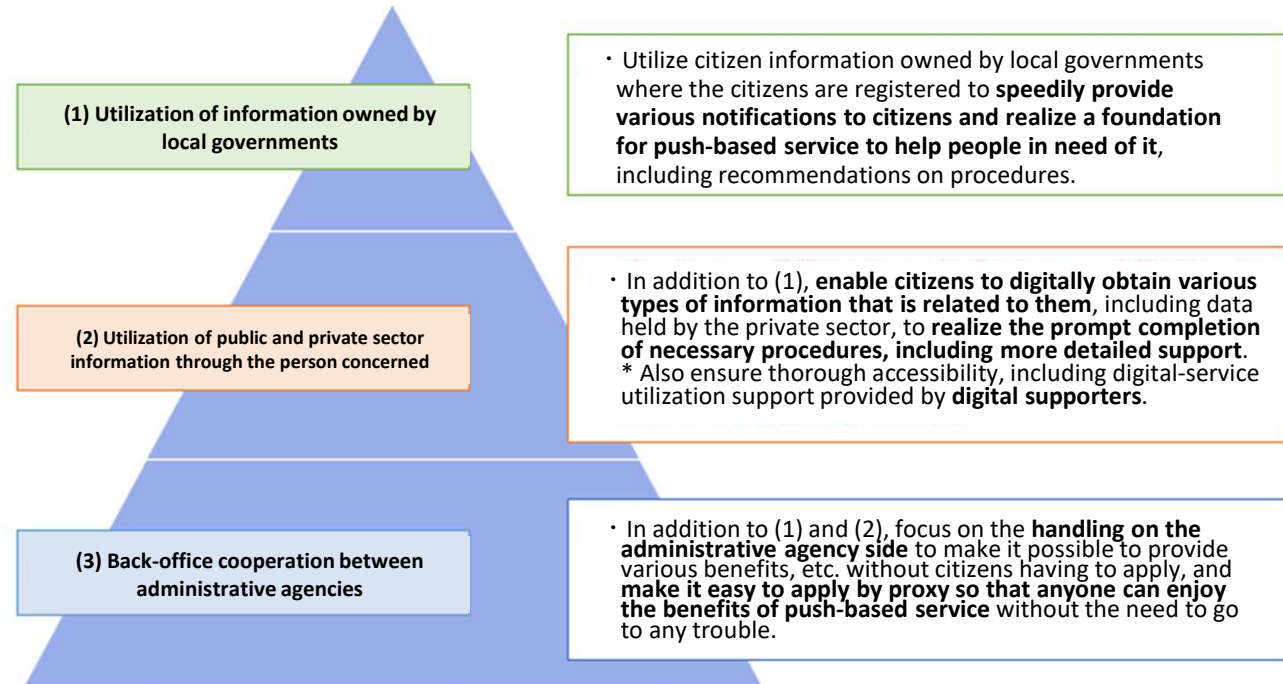 (1) Utilization of information owned by
local governments
・ Utilize citizen information owned by local governments
where the citizens are registered to speedily provide
various notifications to citizens and realize a foundation
for push-based service to help people in need of it,
including recommendations on procedures.
(2) Utilization of public and private sector
information through the person concerned
・ In addition to (1), enable citizens to digitally obtain various
types of information that is related to them, including data
held by the private sector, to realize the prompt completion
of necessary procedures, including more detailed support.
* Also ensure thorough accessibility, including digital-service
utilization support provided by digital supporters.
(3) Back-office cooperation between
administrative agencies
・ In addition to (1) and (2), focus on the handling on the
administrative agency side to make it possible to provide
various benefits, etc. without citizens having to apply, and
make it easy to apply by proxy so that anyone can enjoy
the benefits of push-based service without the need to go
to any trouble.